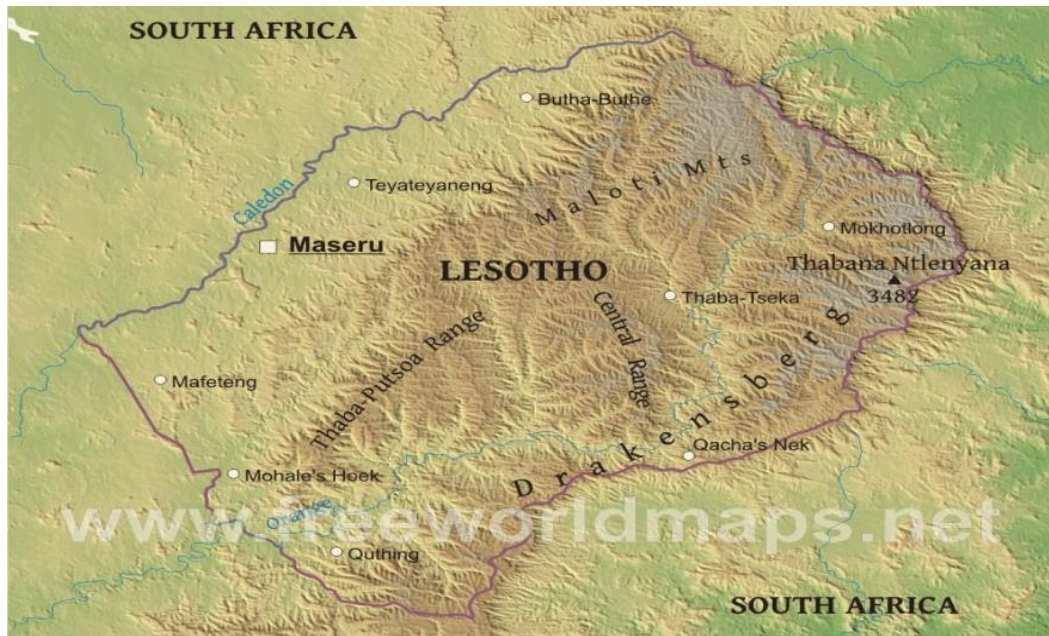 SOUTH AFRICA
Butha-Buthe
Maloti Mts
Teyateyaneng
Caledon
Mokhotlong
Maseru
Thabana Ntlenyana
3482
LESOTHO
Thaba-Tseka
Central Range
Thaba-Putsoa Range
Mafeteng
Drakensberg
Qacha's Nek
Mohale's Hoek
Orange
www.freeworldmaps.net
Quthing
SOUTH AFRICA